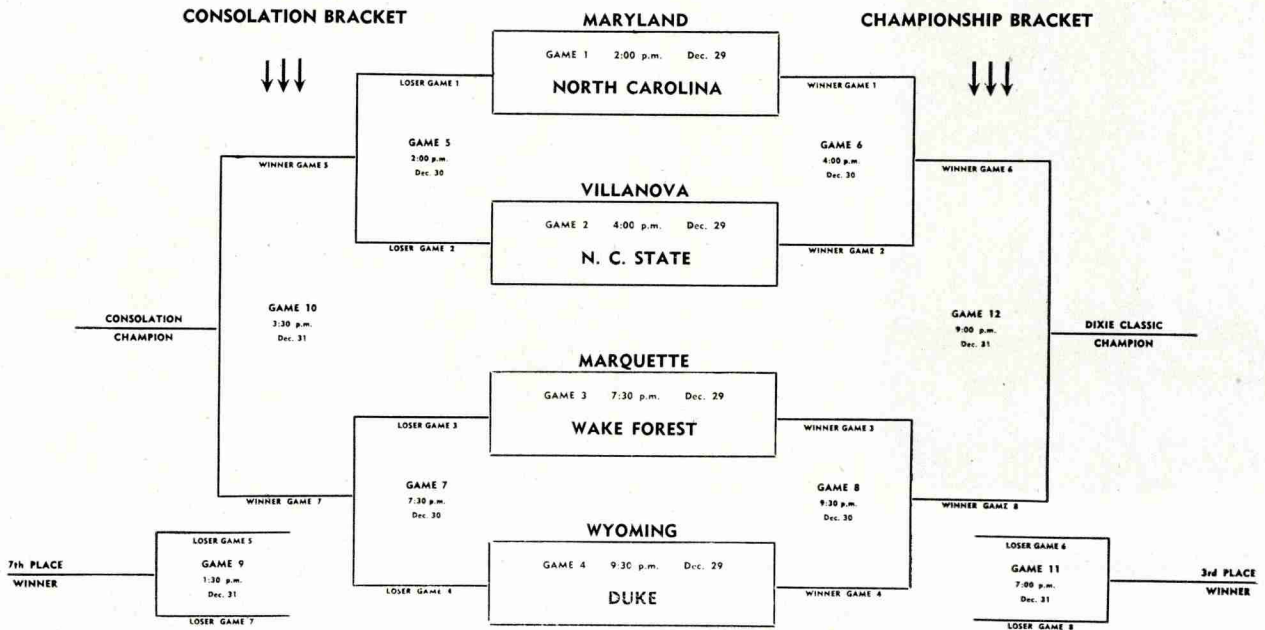 CONSOLATION BRACKET
MARYLAND
CHAMPIONSHIP BRACKET
GAME 1 2:00 p.m. Dec. 29
NORTH CAROLINA
LOSER GAME 1
WINNER GAME 1
GAME 5
2:00 p.m.
Dec. 30
GAME 6
4:00 p.m.
Dec. 30
WINNER GAME 5
WINNER GAME 6
VILLANOVA
GAME 2 4:00 p.m. Dec. 29
N. C. STATE
LOSER GAME 2
WINNER GAME 2
GAME 10
3:30 p.m.
Dec. 31
GAME 12
9:00 p.m.
Dec. 31
CONSOLATION
CHAMPION
DIXIE CLASSIC
CHAMPION
MARQUETTE
GAME 3 7:30 p.m. Dec. 29
WAKE FOREST
LOSER GAME 3
WINNER GAME 3
GAME 7
7:30 p.m.
Dec. 30
GAME 8
9:30 p.m.
Dec. 30
WINNER GAME 7
WINNER GAME 8
WYOMING
GAME 4 9:30 p.m. Dec. 29
DUKE
LOSER GAME 4
WINNER GAME 4
LOSER GAME 5
7th PLACE
WINNER
GAME 9
1:30 p.m.
Dec. 31
LOSER GAME 7
LOSER GAME 6
GAME 11
7:00 p.m.
Dec. 31
3rd PLACE
WINNER
LOSER GAME 8